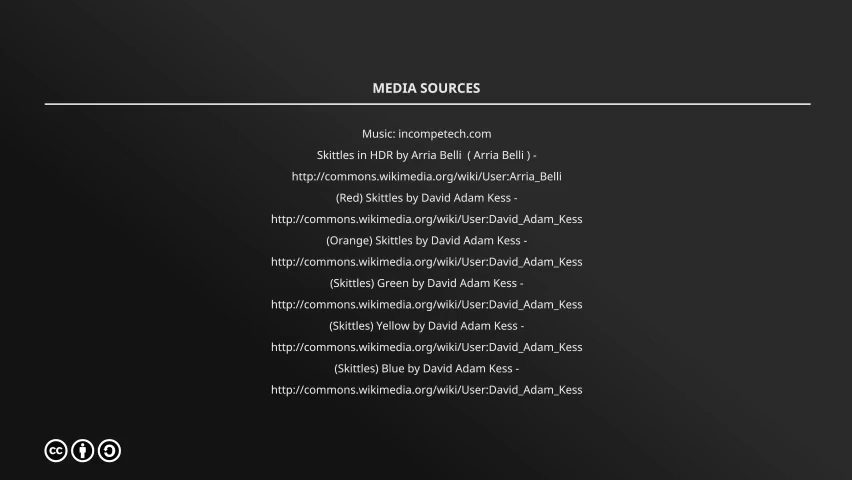 MEDIA SOURCES
Music: incompetech.com
Skittles in HDR by Arria Belli ( Arria Belli ) -
http://commons.wikimedia.org/wiki/User:Arria_Belli
(Red) Skittles by David Adam Kess -
http://commons.wikimedia.org/wiki/User:David_Adam_Kess
(Orange) Skittles by David Adam Kess -
http://commons.wikimedia.org/wiki/User:David_Adam_Kess
(Skittles) Green by David Adam Kess -
http://commons.wikimedia.org/wiki/User:David_Adam_Kess
(Skittles) Yellow by David Adam Kess -
http://commons.wikimedia.org/wiki/User:David_Adam_Kess
(Skittles) Blue by David Adam Kess -
http://commons.wikimedia.org/wiki/User:David_Adam_Kess
cc